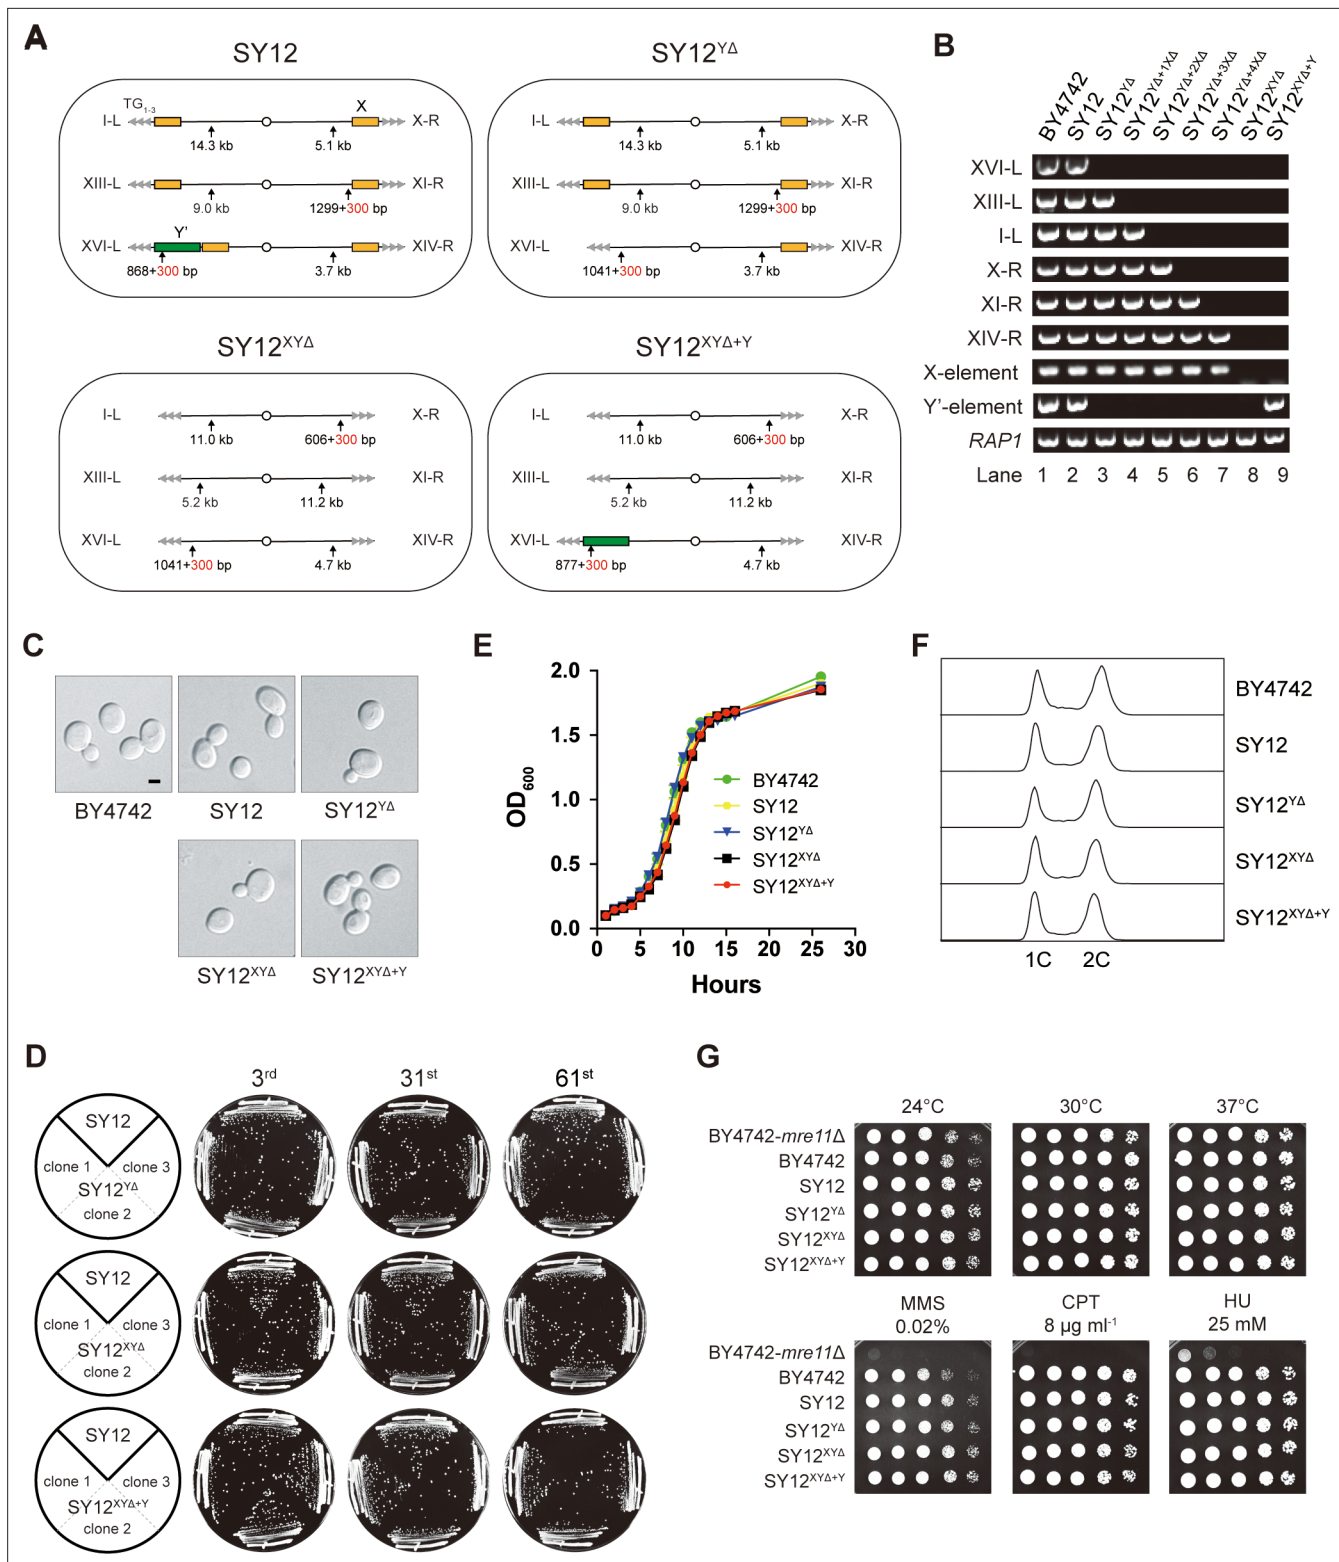 A
SY12
TG1-3
X
I-L
X-R
14.3 kb
5.1 kb
XIII-L
XI-R
9.0 kb
1299+300 bp
Y'
XVI-L
XIV-R
868+300 bp
3.7 kb
SY12YΔ
I-L
X-R
14.3 kb
5.1 kb
XIII-L
XI-R
9.0 kb
1299+300 bp
XVI-L
XIV-R
1041+300 bp
3.7 kb
SY12XYΔ
I-L
X-R
11.0 kb
606+300 bp
XIII-L
XI-R
5.2 kb
11.2 kb
XVI-L
XIV-R
1041+300 bp
4.7 kb
SY12XYΔ+Y
I-L
X-R
11.0 kb
606+300 bp
XIII-L
XI-R
5.2 kb
11.2 kb
XVI-L
XIV-R
877+300 bp
4.7 kb
B
BY4742
SY12
SY12YΔ
SY12YΔ+1XΔ
SY12YΔ+2XΔ
SY12YΔ+3XΔ
SY12YΔ+4XΔ
SY12XYΔ
SY12XYΔ+Y
XVI-L
XIII-L
I-L
X-R
XI-R
XIV-R
X-element
Y'-element
RAP1
Lane 1 2 3 4 5 6 7 8 9
C
BY4742
SY12
SY12YΔ
SY12XYΔ
SY12XYΔ+Y
E
2.0
1.5
1.0
0.5
0.0
OD600
BY4742
SY12
SY12YΔ
SY12XYΔ
SY12XYΔ+Y
0 5 10 15 20 25 30
Hours
F
BY4742
SY12
SY12YΔ
SY12XYΔ
SY12XYΔ+Y
1C 2C
D
3rd
31st
61st
SY12
clone 1
clone 3
SY12YΔ
clone 2
SY12
clone 1
clone 3
SY12XYΔ
clone 2
SY12
clone 1
clone 3
SY12XYΔ+Y
clone 2
G
24°C
30°C
37°C
BY4742-mre11Δ
BY4742
SY12
SY12YΔ
SY12XYΔ
SY12XYΔ+Y
MMS
0.02%
CPT
8 µg ml-1
HU
25 mM
BY4742-mre11Δ
BY4742
SY12
SY12YΔ
SY12XYΔ
SY12XYΔ+Y